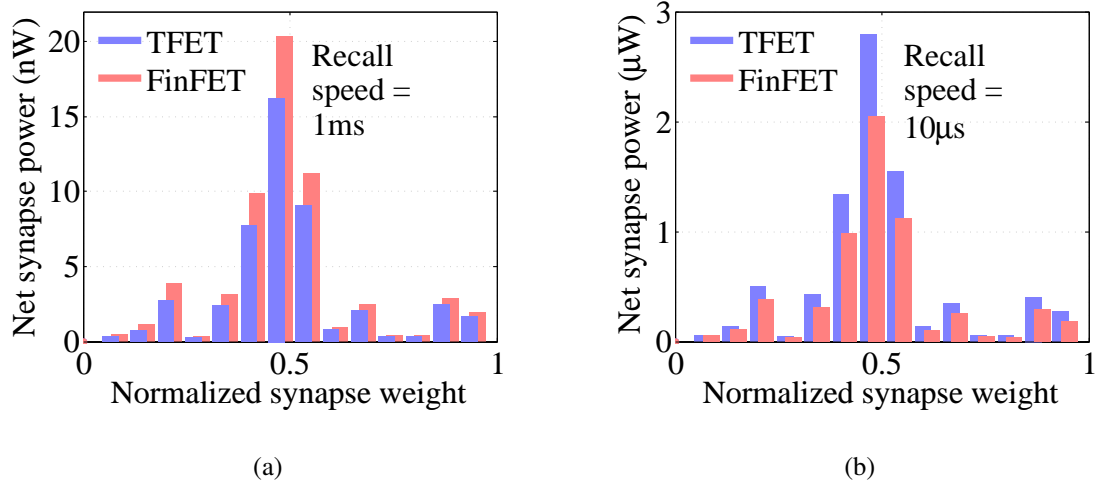 Net synapse power (nW)
20
15
10
5
0
TFET
FinFET
Recall
speed =
1ms
0
0.5
1
Normalized synapse weight
(a)
Net synapse power (μW)
3
2
1
0
TFET
FinFET
Recall
speed =
10μs
0
0.5
1
Normalized synapse weight
(b)